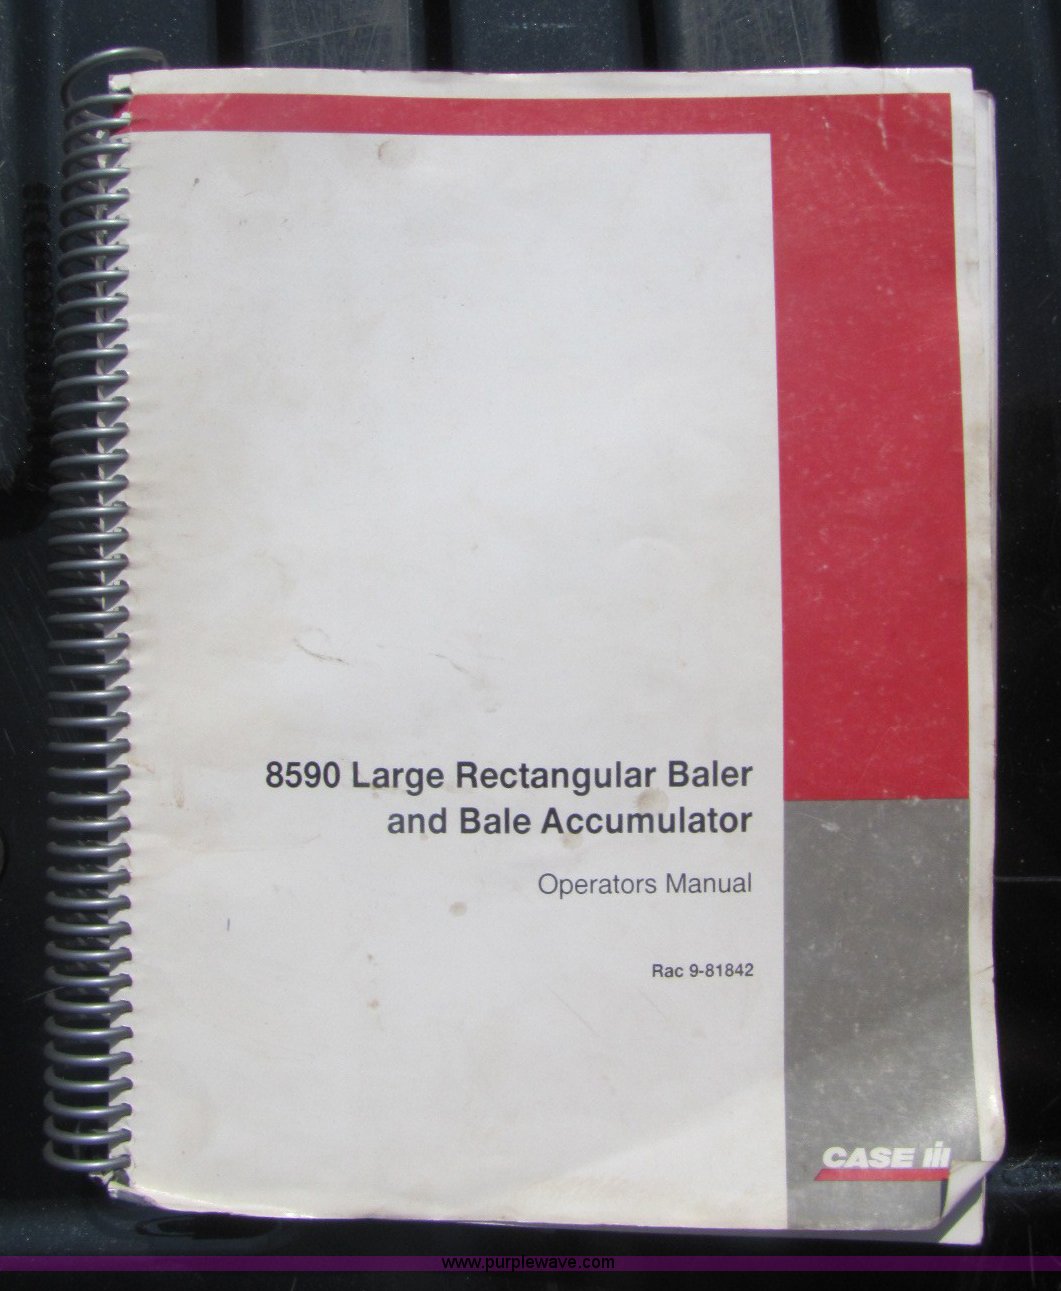 8590 Large Rectangular Baler
and Bale Accumulator
Operators Manual
Rac 9-81842
CASE IH
www.purplewave.com